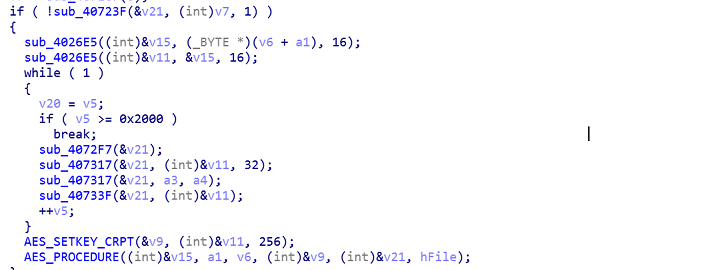 if ( !sub_40723F(&v21, (int)v7, 1) )
{
sub_4026E5((int)&v15, (_BYTE *)(v6 + a1), 16);
sub_4026E5((int)&v11, &v15, 16);
while ( 1 )
{
v20 = v5;
if ( v5 >= 0x2000 )
break;
sub_4072F7(&v21);
sub_407317(&v21, (int)&v11, 32);
sub_407317(&v21, a3, a4);
sub_40733F(&v21, (int)&v11);
++v5;
}
AES_SETKEY_CRPT(&v9, (int)&v11, 256);
AES_PROCEDURE((int)&v15, a1, v6, (int)&v9, (int)&v21, hFile);